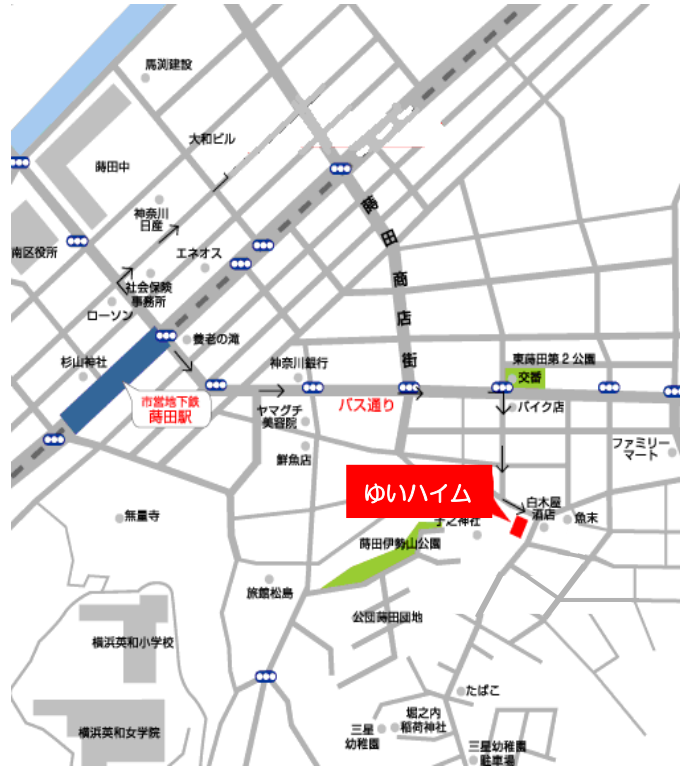 馬渕建設
大和ビル
蒔田中
神奈川
日産
南区役所
エネオス
社会保険
事務所
ローソン
養老の滝
杉山神社
市営地下鉄
蒔田駅
蒔田商店街
神奈川銀行
東蒔田第2公園
交番
バス通り
ヤマグチ
美容院
バイク店
鮮魚店
ファミリー
マート
ゆいハイム
白木屋
酒店
魚末
無量寺
子之神社
蒔田伊勢山公園
旅館松島
公団蒔田団地
横浜英和小学校
たばこ
堀之内
稲荷神社
三星
幼稚園
横浜英和女学院
三星幼稚園
駐車場